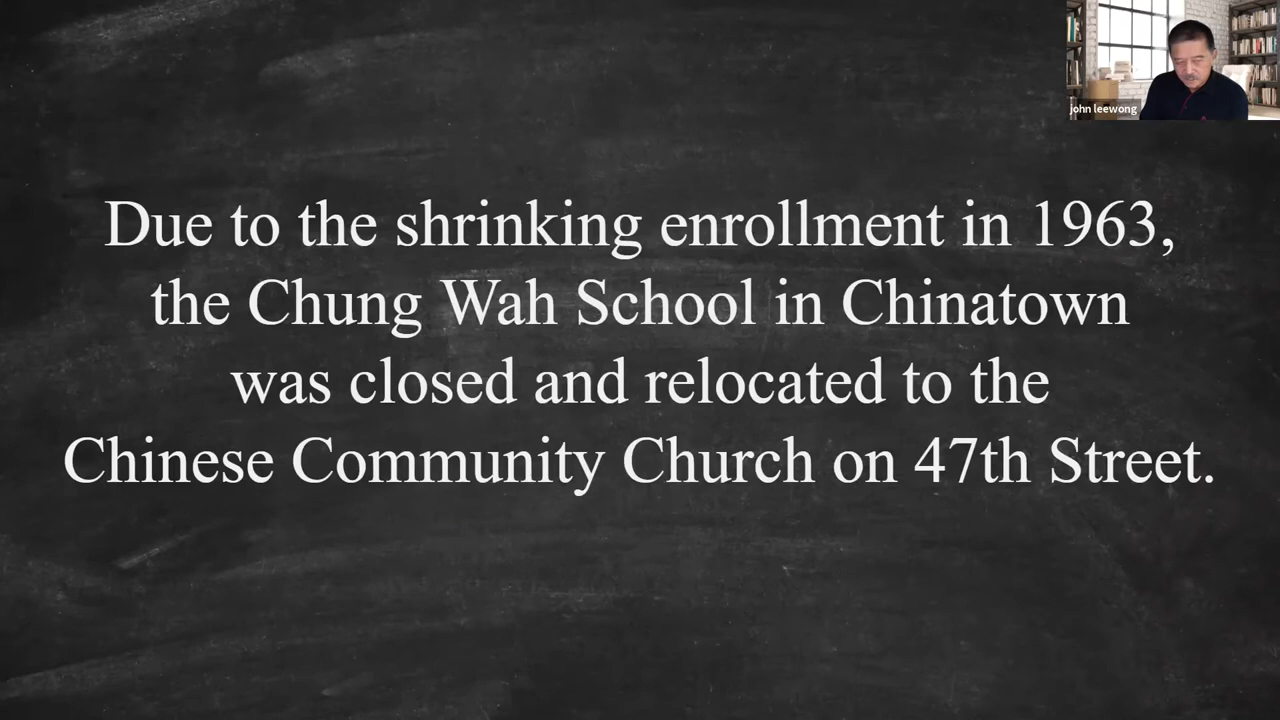 john leewong
Due to the shrinking enrollment in 1963,
the Chung Wah School in Chinatown
was closed and relocated to the
Chinese Community Church on 47th Street.